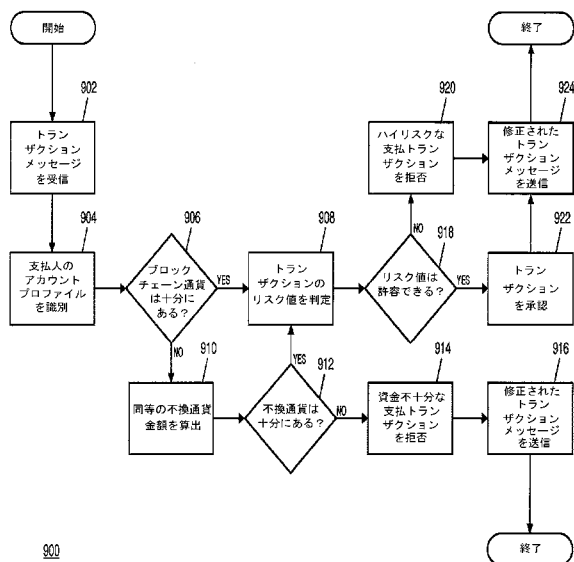 開始
902
トラン
ザクション
メッセージ
を受信
904
支払人の
アカウント
プロファイル
を識別
906
ブロック
チェーン通貨
は十分に
ある?
YES
NO
908
トラン
ザクションの
リスク値を判定
910
同等の不換通貨
金額を算出
912
不換通貨は
十分にある?
YES
NO
914
資金不十分な
支払トラン
ザクション
を拒否
916
修正された
トラン
ザクション
メッセージ
を送信
終了
918
リスク値は
許容できる?
NO
YES
920
ハイリスクな
支払トラン
ザクション
を拒否
922
トラン
ザクション
を承認
924
修正された
トラン
ザクション
メッセージ
を送信
終了
900